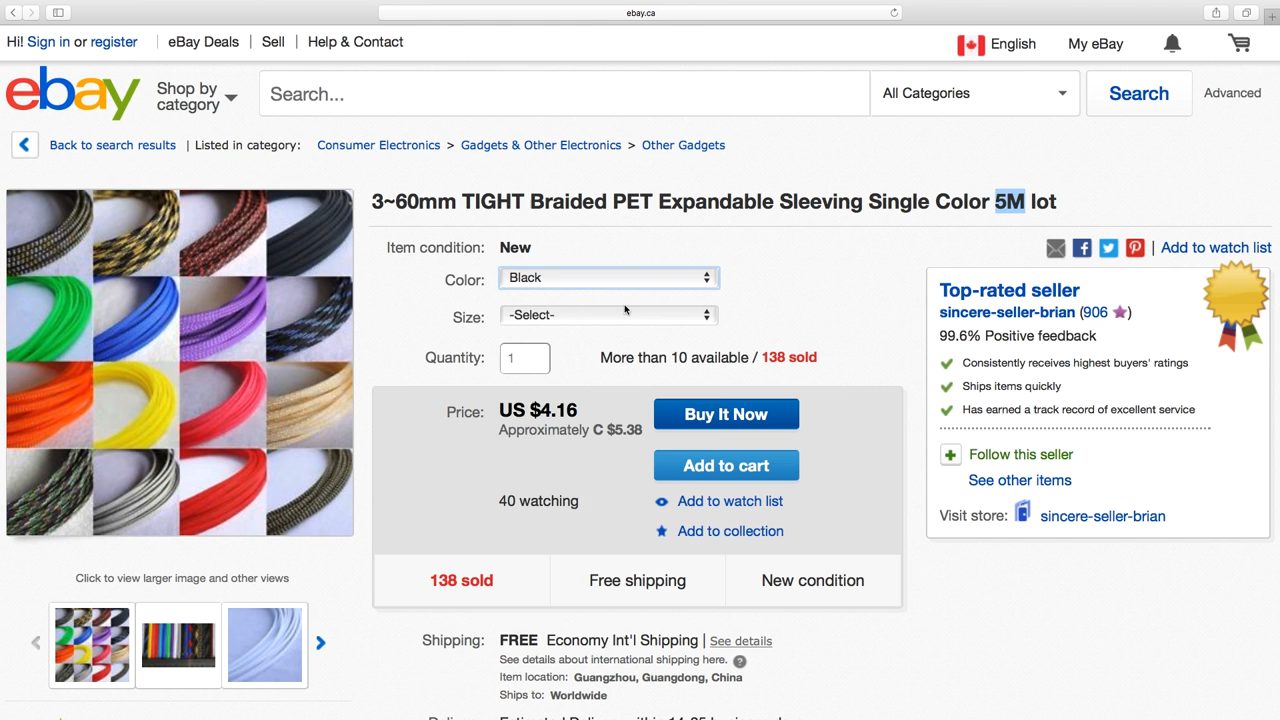 ebay.ca
Hi! Sign in or register | eBay Deals | Sell | Help & Contact
English
My eBay
ebay
Shop by category
Search...
All Categories
Search
Advanced
Back to search results | Listed in category: Consumer Electronics > Gadgets & Other Electronics > Other Gadgets
3~60mm TIGHT Braided PET Expandable Sleeving Single Color 5M lot
Item condition: New
| Add to watch list
Color: Black
Size: -Select-
Quantity: 1
More than 10 available / 138 sold
Price: US $4.16
Approximately C $5.38
Buy It Now
Add to cart
40 watching
Add to watch list
Add to collection
138 sold
Free shipping
New condition
Shipping: FREE Economy Int'l Shipping | See details
See details about international shipping here. ?
Item location: Guangzhou, Guangdong, China
Ships to: Worldwide
Top-rated seller
sincere-seller-brian (906)
99.6% Positive feedback
Consistently receives highest buyers' ratings
Ships items quickly
Has earned a track record of excellent service
Follow this seller
See other items
Visit store: sincere-seller-brian
Click to view larger image and other views